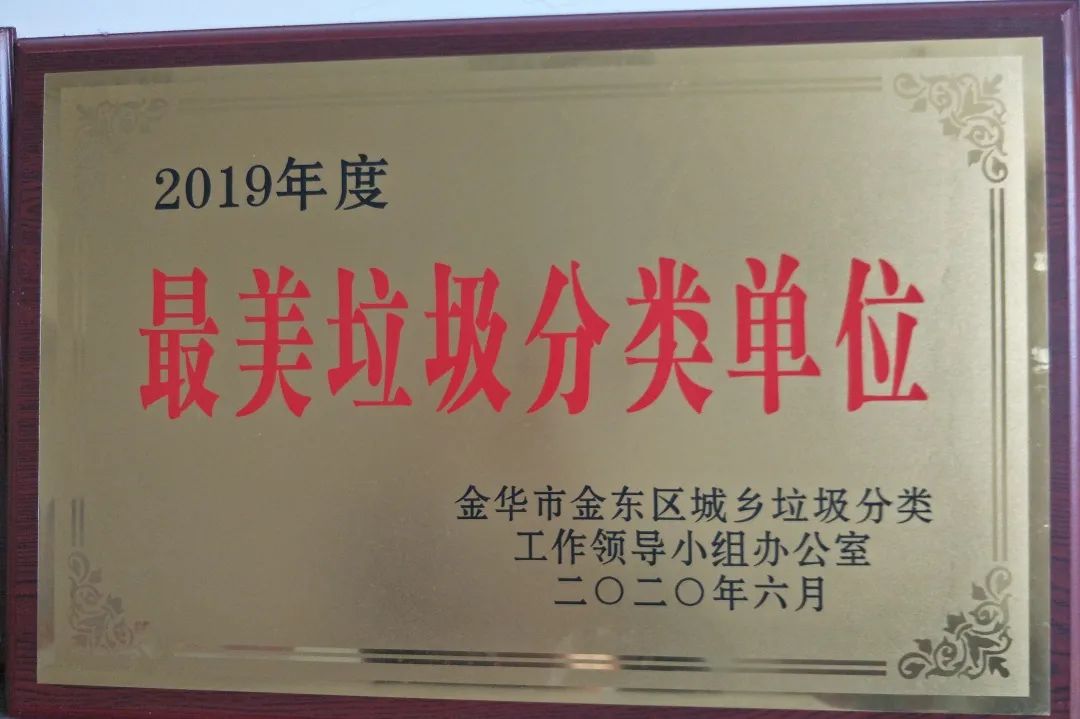 2019年度
最美垃圾分类单位
金华市金东区城乡垃圾分类
工作领导小组办公室
二〇二〇年六月